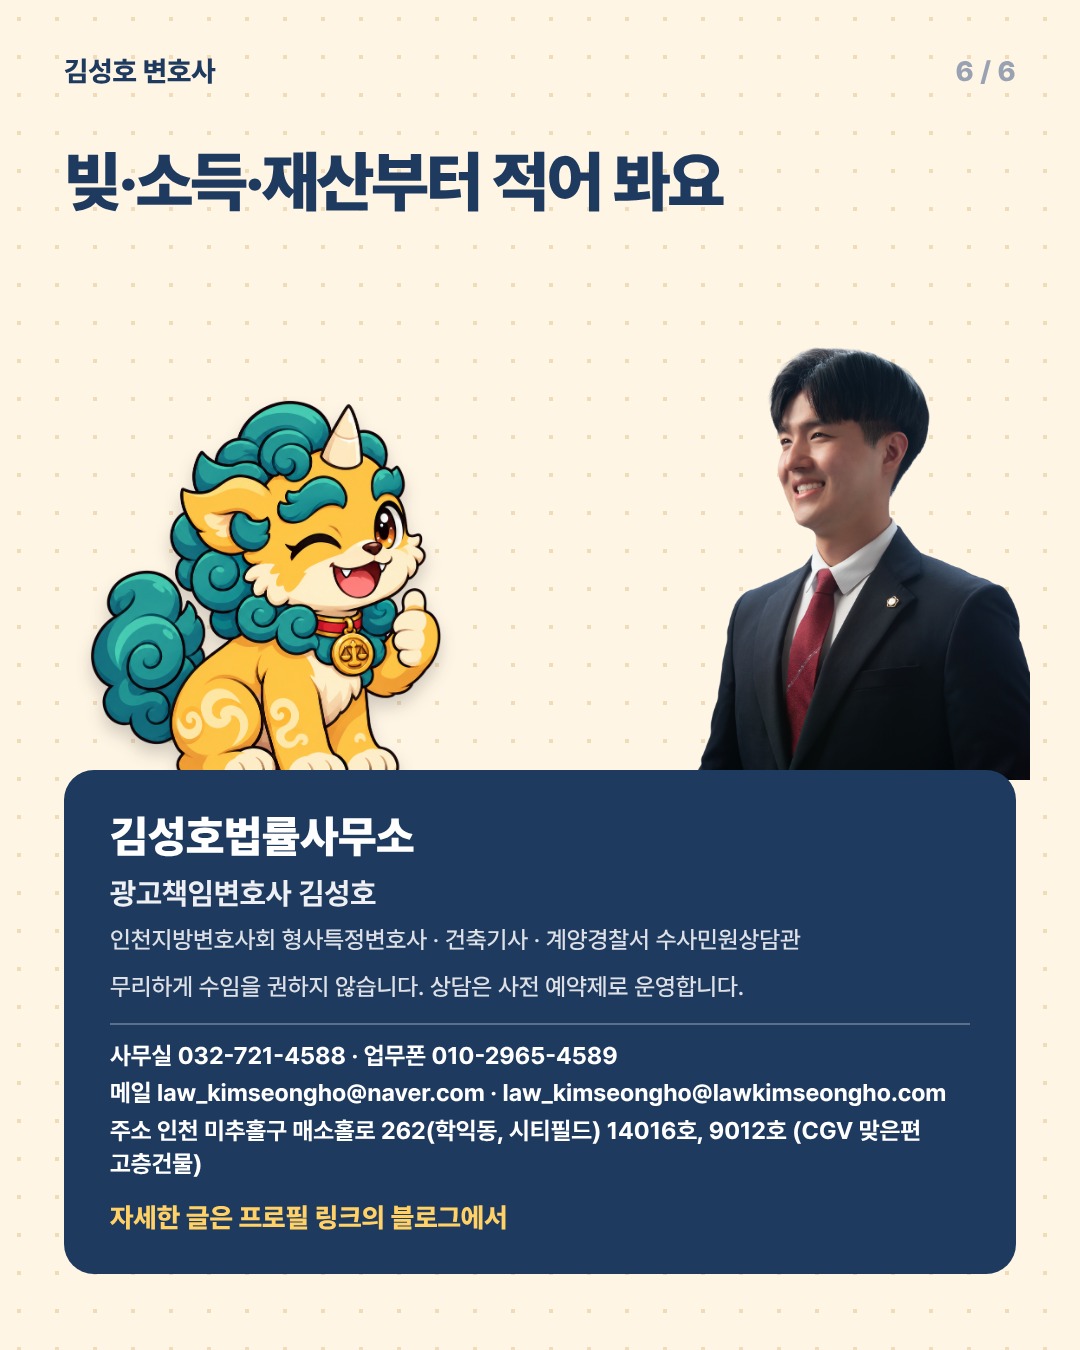 김성호 변호사
6 / 6
빚·소득·재산부터 적어 봐요
김성호법률사무소
광고책임변호사 김성호
인천지방변호사회 형사특정변호사 · 건축기사 · 계양경찰서 수사민원상담관
무리하게 수임을 권하지 않습니다. 상담은 사전 예약제로 운영합니다.
사무실 032-721-4588 · 업무폰 010-2965-4589
메일 law_kimseongho@naver.com · law_kimseongho@lawkimseongho.com
주소 인천 미추홀구 매소홀로 262(학익동, 시티필드) 14016호, 9012호 (CGV 맞은편
고층건물)
자세한 글은 프로필 링크의 블로그에서